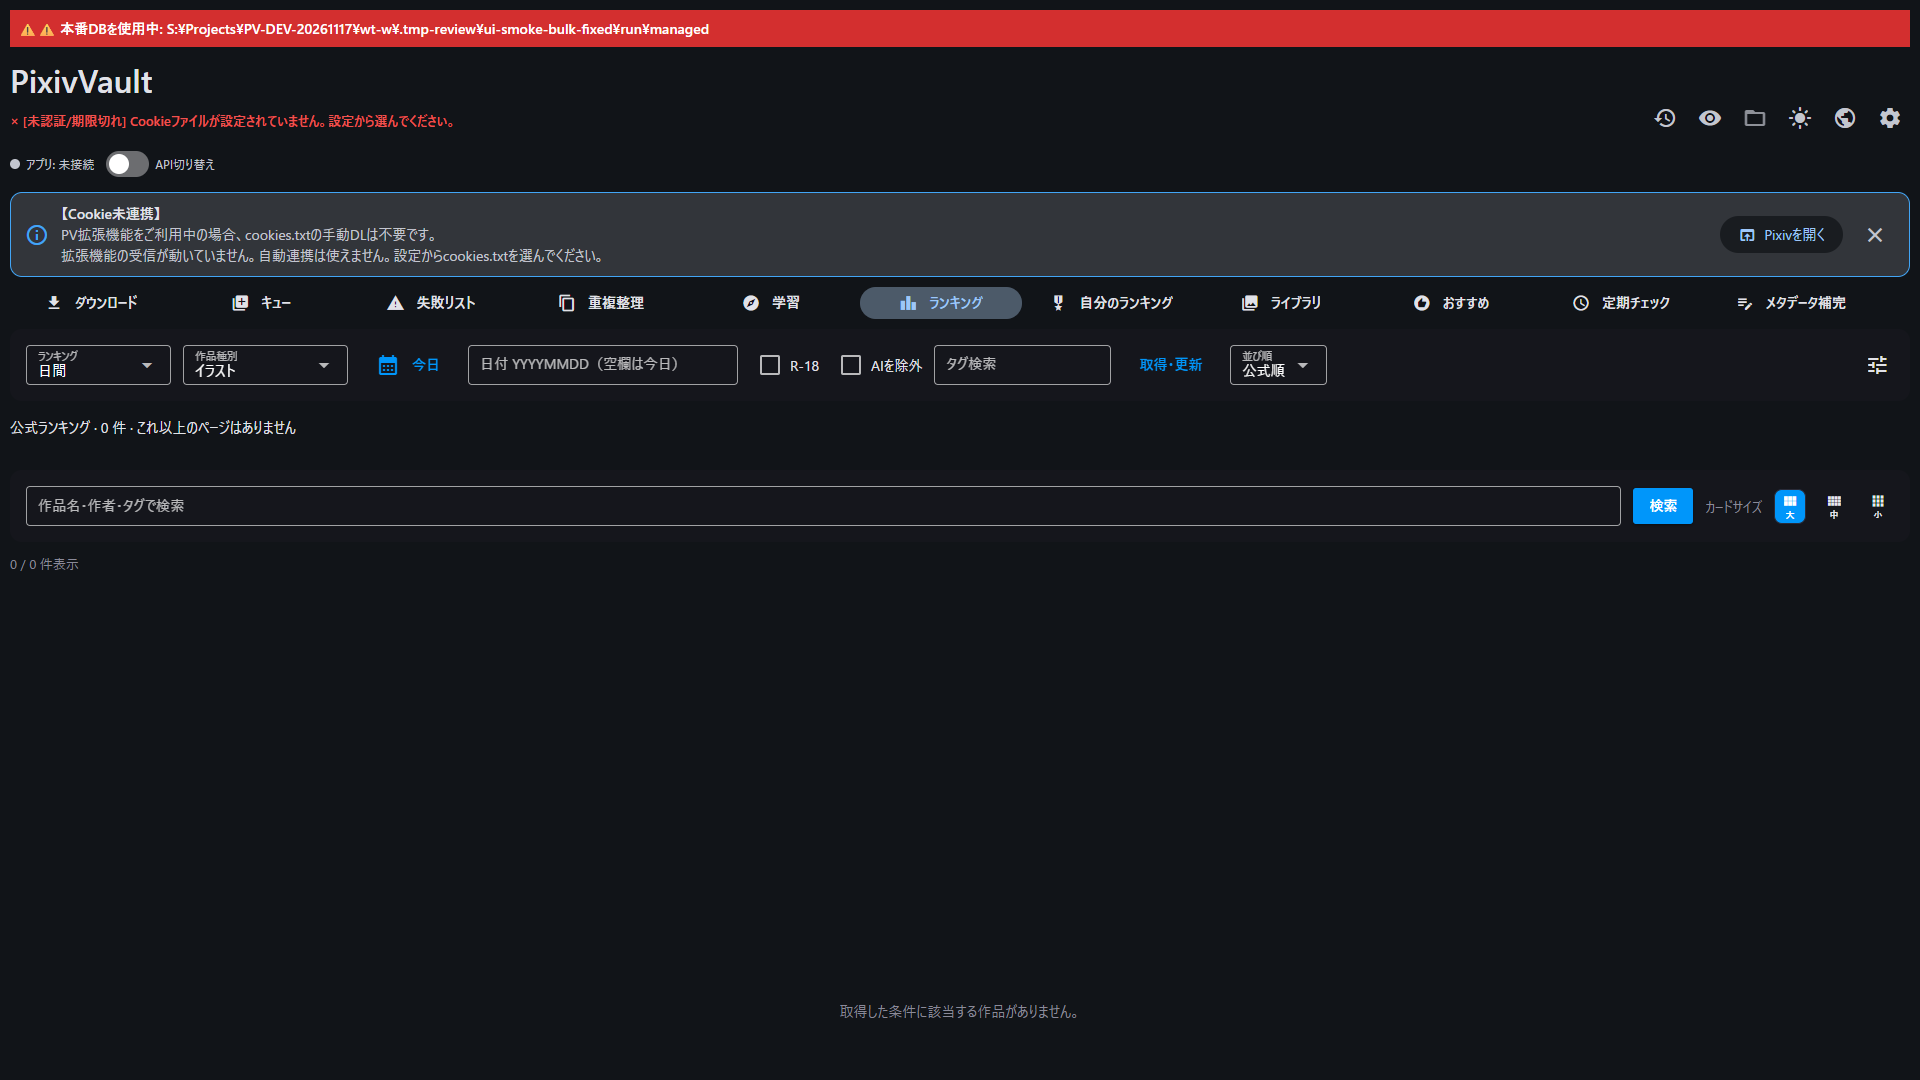 本番DBを使用中: S:¥Projects¥PV-DEV-20261117¥wt-w¥.tmp-review¥ui-smoke-bulk-fixed¥run¥managed
PixivVault
× [未認証/期限切れ] Cookieファイルが設定されていません。設定から選んでください。
アプリ: 未接続 API切り替え
【Cookie未連携】
PV拡張機能をご利用中の場合、cookies.txtの手動DLは不要です。
拡張機能の受信が動いていません。自動連携は使えません。設定からcookies.txtを選んでください。
Pixivを開く
ダウンロード キュー 失敗リスト 重複整理 学習 ランキング 自分のランキング ライブラリ おすすめ 定期チェック メタデータ補完
ランキング
日間
作品種別
イラスト
今日
日付 YYYYMMDD（空欄は今日）
R-18
AIを除外
タグ検索
取得・更新
並び順
公式順
公式ランキング · 0 件 · これ以上のページはありません
作品名・作者・タグで検索
検索
カードサイズ
大
中
小
0 / 0 件表示
取得した条件に該当する作品がありません。